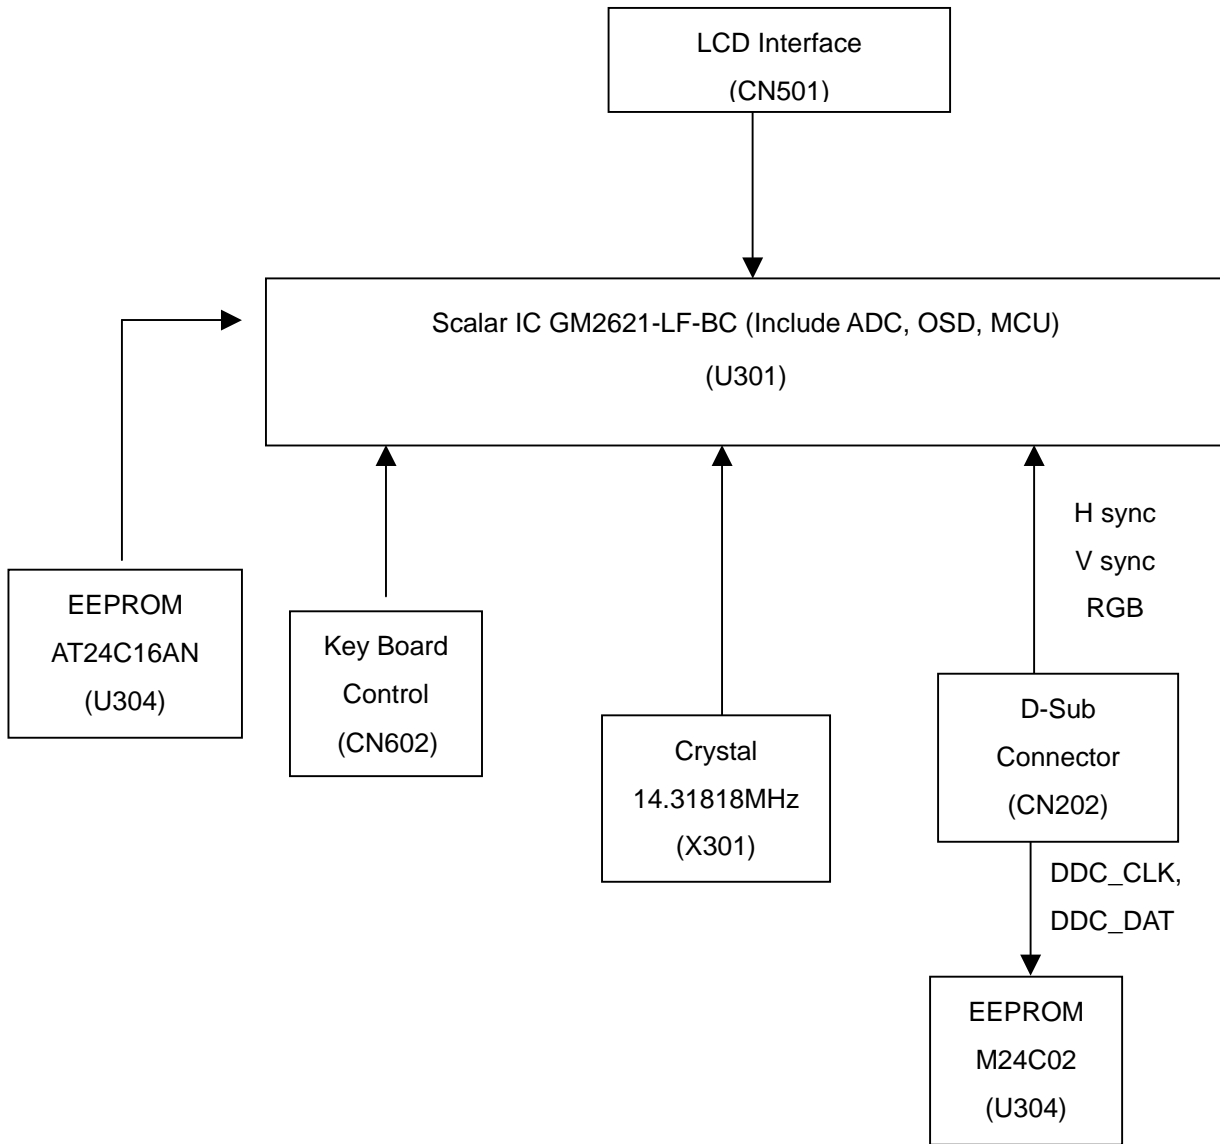 LCD Interface
(CN501)
Scalar IC GM2621-LF-BC (Include ADC, OSD, MCU)
(U301)
H sync
V sync
RGB
EEPROM
AT24C16AN
(U304)
Key Board
Control
(CN602)
Crystal
14.31818MHz
(X301)
D-Sub
Connector
(CN202)
DDC_CLK,
DDC_DAT
EEPROM
M24C02
(U304)